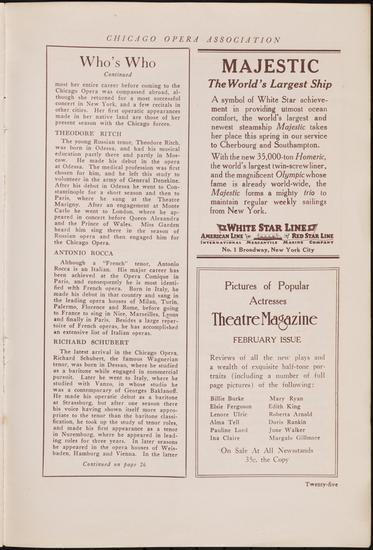 CHICAGO OPERA ASSOCIATION
Who's Who
Continued
most her entire career before coming to the
Chicago Opera was compassed abroad, al-
though she returned for a most successful
concert in New York, and a few recitals in
other cities. Her first operatic appearances
made in her native land are those of her
present season with the Chicago forces.
THEODORE RITCH
The young Russian tenor, Theodore Ritch,
was born in Odessa, and had his musical
education partly there and partly in Mos-
cow. He made his debut in the opera
at Odessa. The medical profession was first
chosen for him, and he left this study to
volunteer in the army of General Denekine.
After his debut in Odessa he went to Con-
stantinople for a short season and then to
Paris, where he sang at the Theatre
Marigny. After an engagement at Monte
Carlo he went to London, where he ap-
peared in concert before Queen Alexandra
and the Prince of Wales. Miss Garden
heard him sing there in the season of
Russian opera and then engaged him for
the Chicago Opera.
ANTONIO ROCCA
Although a "French" tenor, Antonio
Rocca is an Italian. His major career has
been achieved at the Opera Comique in
Paris, and consequently he is most identi-
fied with French opera. Born in Italy, he
made his debut in that country and sang in
the leading opera houses of Milan, Turin,
Palermo, Florence and Rome, before going
to France to sing in Nice, Marseilles, Lyons
and finally in Paris. Besides a large reper-
toire of French operas, he has accomplished
an extensive list of Italian operas.
RICHARD SCHUBERT
The latest arrival in the Chicago Opera,
Richard Schubert, the famous Wagnerian
tenor, was born in Dessau, where he studied
as a baritone while engaged in commercial
pursuit. Later he went to Italy, where he
studied with Vanzo, in whose studio he
was a contemporary of Georges Baklanoff.
He made his operatic debut as a baritone
at Strassburg, but after one season there
his voice having shown itself more appro-
priate to the tenor than the baritone classi-
fication, he took up the study of tenor roles,
and made his first appearance as a tenor
in Nuremburg, where he appeared in lead-
ing roles for three years. In later seasons
he appeared in the opera houses of Weis-
baden, Hamburg and Vienna. In the latter
Continued on page 26
MAJESTIC
The World's Largest Ship
A symbol of White Star achieve-
ment in providing utmost ocean
comfort, the world's largest and
newest steamship Majestic takes
her place this spring in our service
to Cherbourg and Southampton.
With the new 35,000-ton Homeric,
the world's largest twin-screw liner,
and the magnificent Olympic whose
fame is already world-wide, the
Majestic forms a mighty trio to
maintain regular weekly sailings
from New York.
WHITE STAR LINE
AMERICAN LINE RED STAR LINE
INTERNATIONAL MERCANTILE MARINE COMPANY
No. 1 Broadway, New York City
Pictures of Popular
Actresses
Theatre Magazine
FEBRUARY ISSUE
Reviews of all the new plays and
a wealth of exquisite half-tone por-
traits (including a number of full
page pictures) of the following:
Billie Burke Mary Ryan
Elsie Ferguson Edith King
Lenore Ulric Roberta Arnold
Alma Tell Doris Rankin
Pauline Lord June Walker
Ina Claire Margalo Gillmore
On Sale At All Newsstands
35c. the Copy
Twenty-five